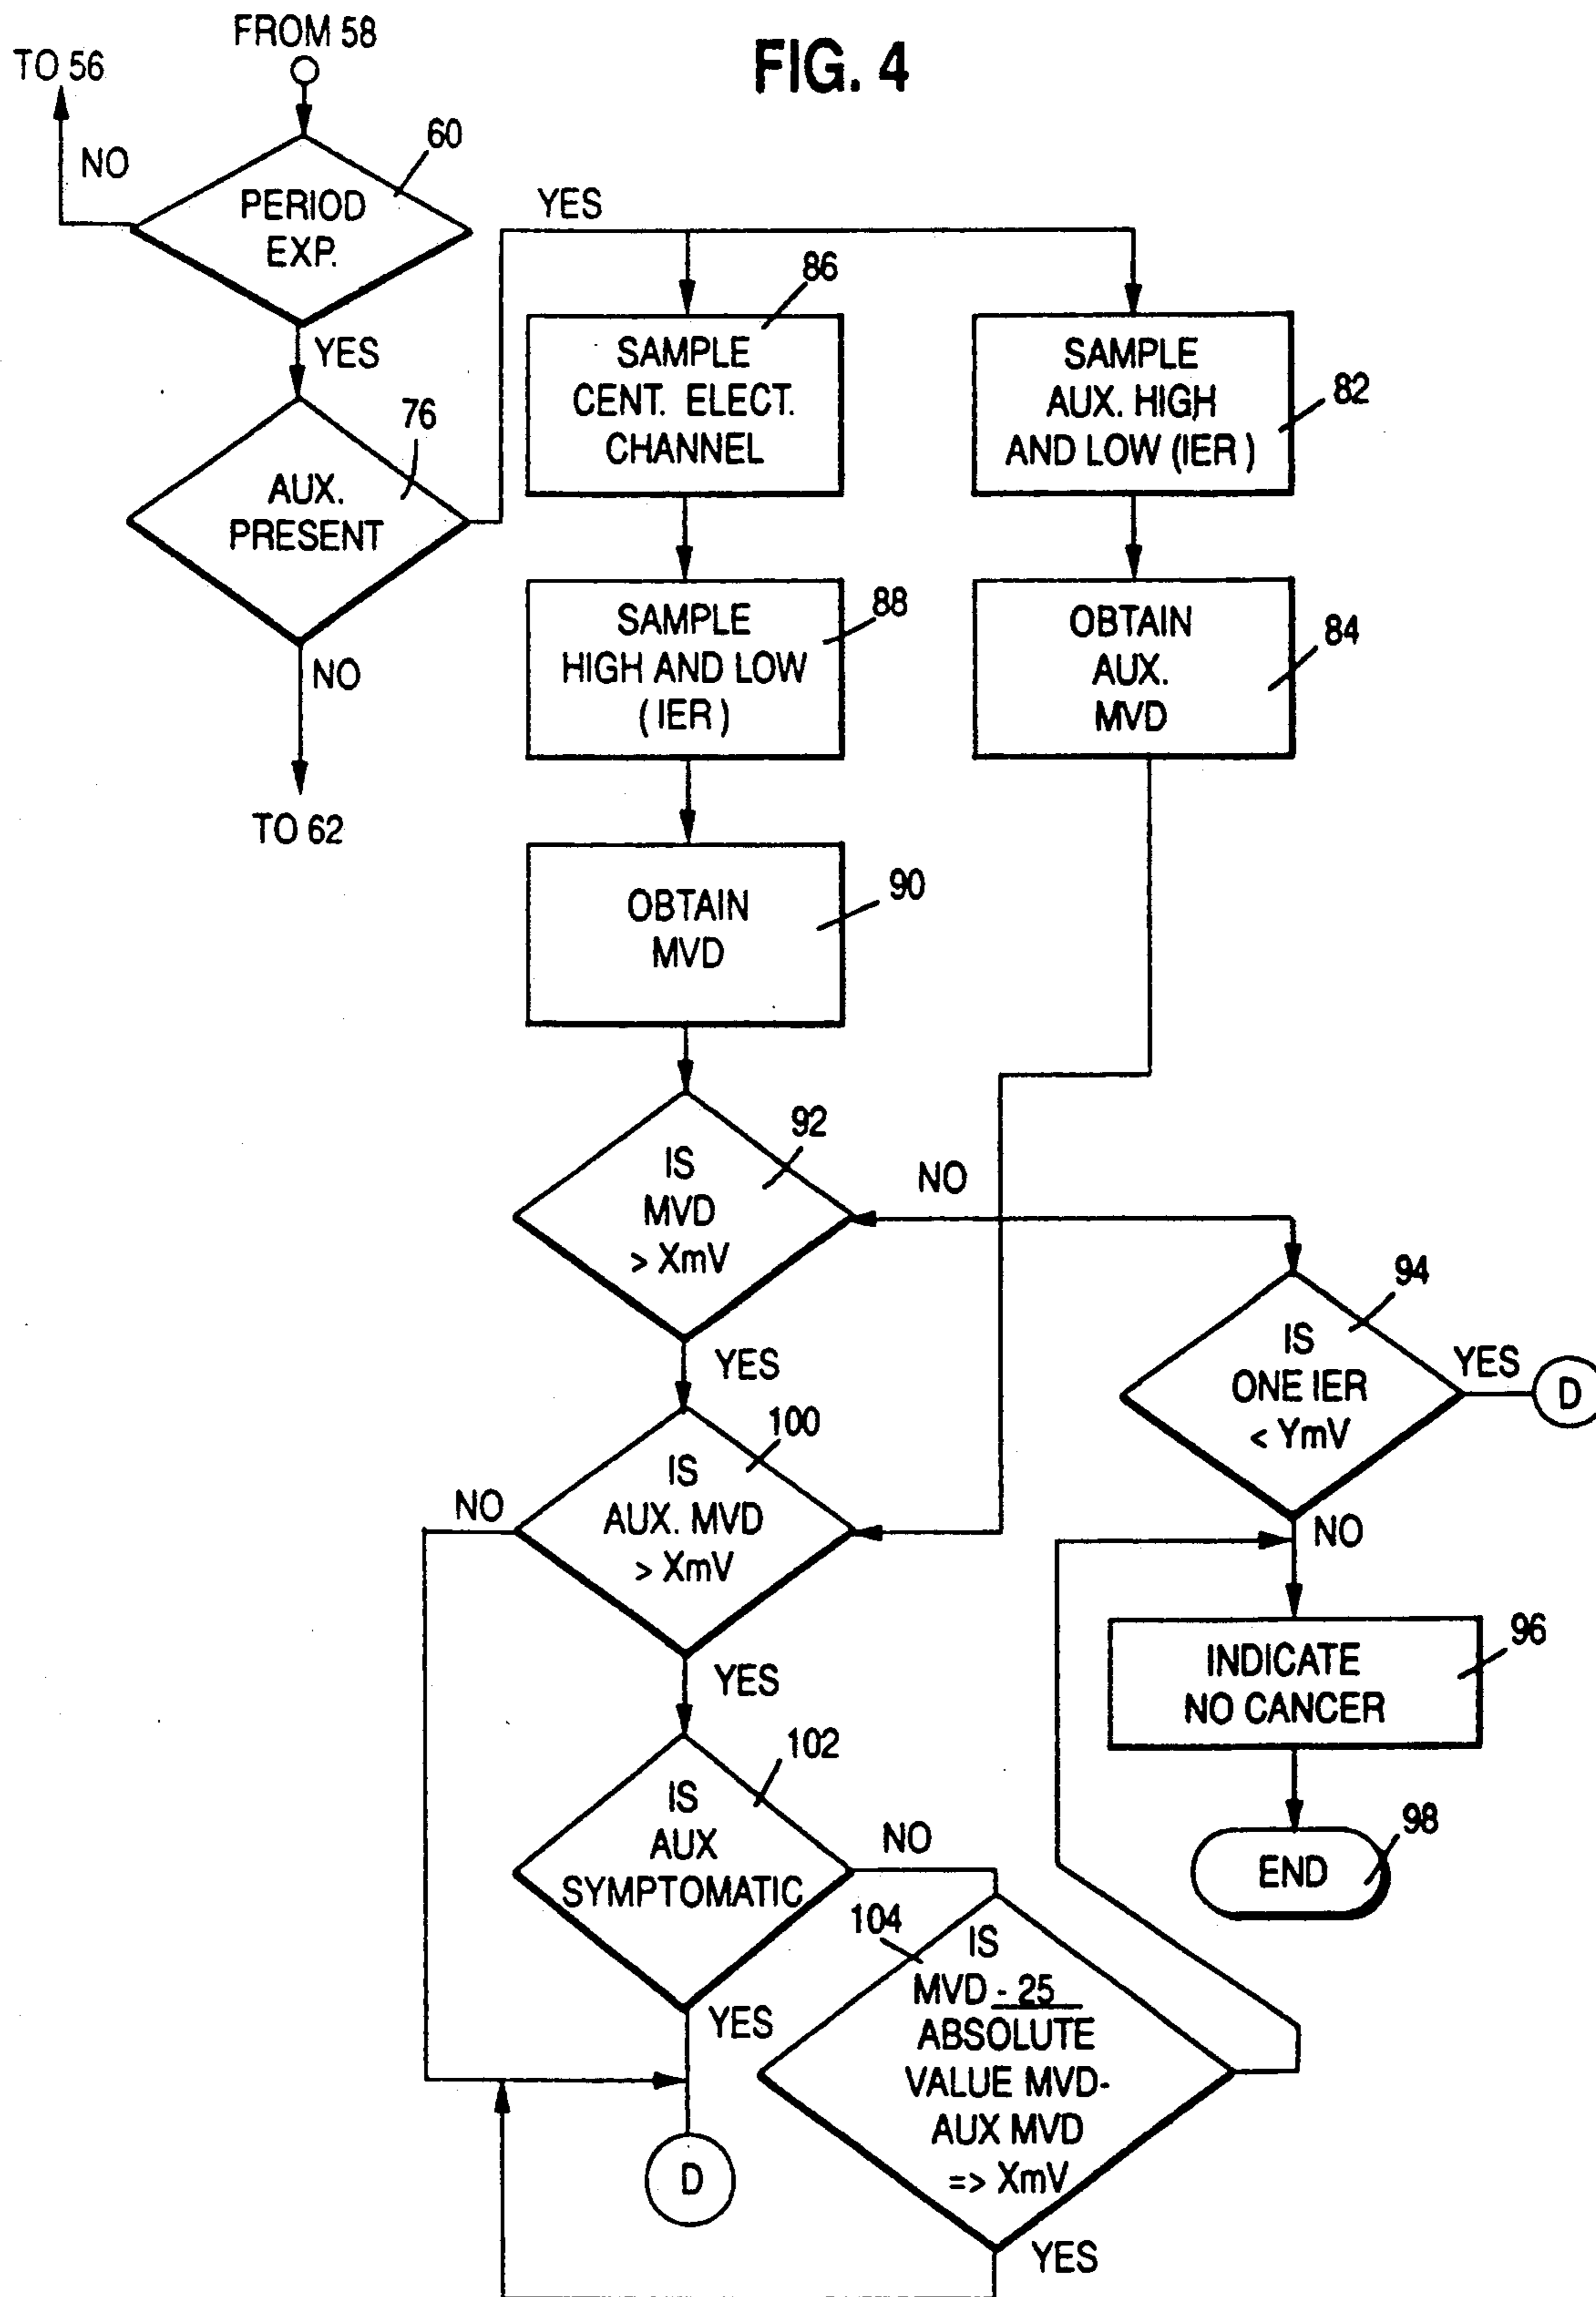 FROM 58
TO 56
FIG. 4
NO
60
PERIOD
EXP.
YES
YES
86
SAMPLE
CENT. ELECT.
CHANNEL
SAMPLE
AUX. HIGH
AND LOW (IER)
82
76
AUX.
PRESENT
NO
TO 62
88
SAMPLE
HIGH AND LOW
(IER)
OBTAIN
AUX.
MVD
84
OBTAIN
MVD
90
92
IS
MVD
> XmV
NO
YES
94
IS
ONE IER
< YmV
YES
D
NO
100
IS
AUX. MVD
> XmV
NO
YES
INDICATE
NO CANCER
96
END
98
102
IS
AUX
SYMPTOMATIC
NO
YES
104
IS
MVD - 25
ABSOLUTE
VALUE MVD-
AUX MVD
=> XmV
YES
D